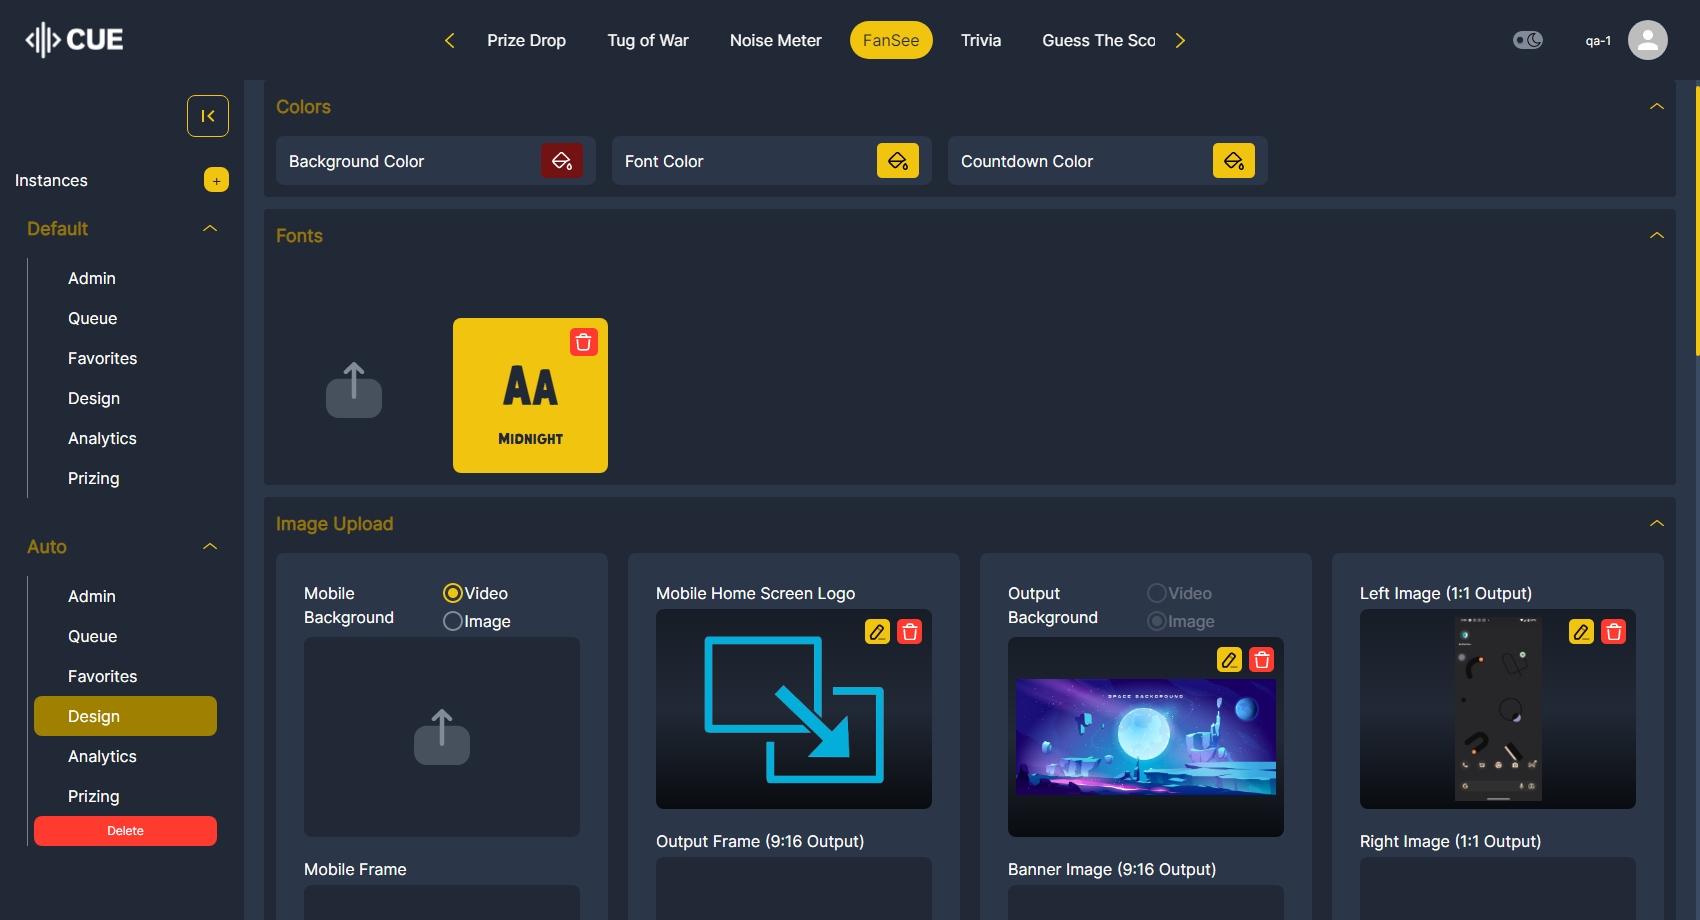 CUE
Prize Drop
Tug of War
Noise Meter
FanSee
Trivia
Guess The Sco
qa-1
Instances
+
Default
Admin
Queue
Favorites
Design
Analytics
Prizing
Auto
Admin
Queue
Favorites
Design
Analytics
Prizing
Delete
Colors
Background Color
Font Color
Countdown Color
Fonts
AA
MIDNIGHT
Image Upload
Mobile
Background
Video
Image
Mobile Frame
Mobile Home Screen Logo
Output Frame (9:16 Output)
Output
Background
Video
Image
SPACE BACKGROUND
Banner Image (9:16 Output)
Left Image (1:1 Output)
Right Image (1:1 Output)